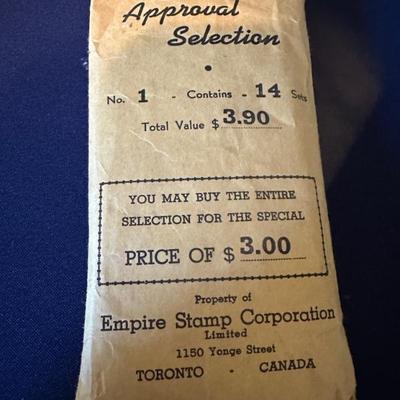 Approval
Selection
•
No. 1 - Contains - 14 Sets
Total Value $ 3.90
YOU MAY BUY THE ENTIRE
SELECTION FOR THE SPECIAL
PRICE OF $ 3.00
Property of
Empire Stamp Corporation
Limited
1150 Yonge Street
TORONTO - CANADA